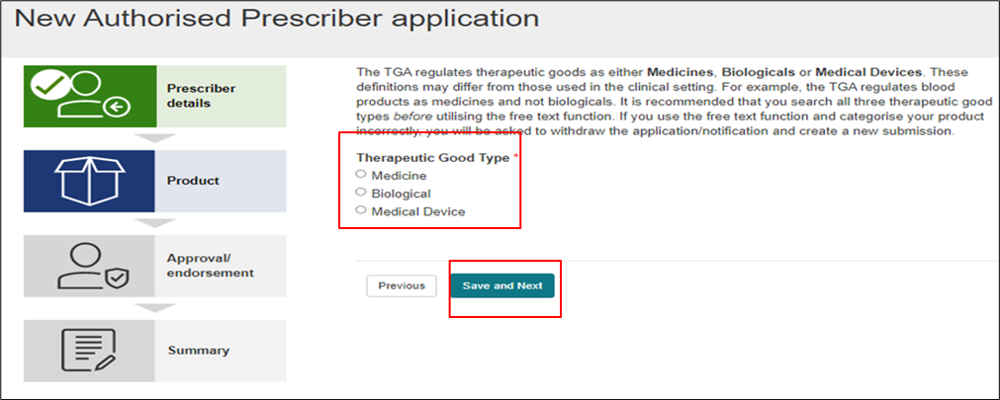 New Authorised Prescriber application
Prescriber
details
Product
Approval/
endorsement
Summary
The TGA regulates therapeutic goods as either Medicines, Biologicals or Medical Devices. These
definitions may differ from those used in the clinical setting. For example, the TGA regulates blood
products as medicines and not biologicals. It is recommended that you search all three therapeutic good
types before utilising the free text function. If you use the free text function and categorise your product
incorrectly, you will be asked to withdraw the application/notification and create a new submission.
Therapeutic Good Type *
Medicine
Biological
Medical Device
Previous
Save and Next